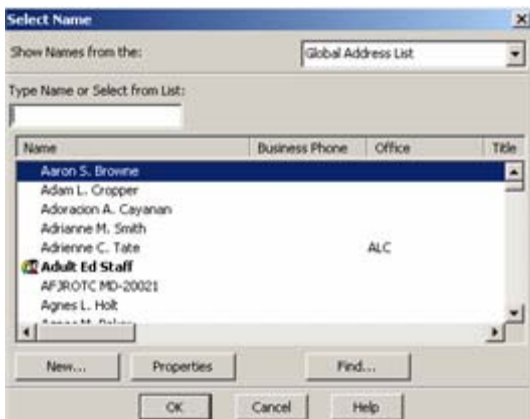 Select Name
Show Names from the: Global Address List
Type Name or Select from List:
Name Business Phone Office Title
Aaron S. Browne
Adam L. Cropper
Adoracion A. Cayanan
Adrianne M. Smith
Adrienne C. Tate ALC
Adult Ed Staff
AFJROTC MD-20021
Agnes L. Holt
New... Properties Find...
OK Cancel Help